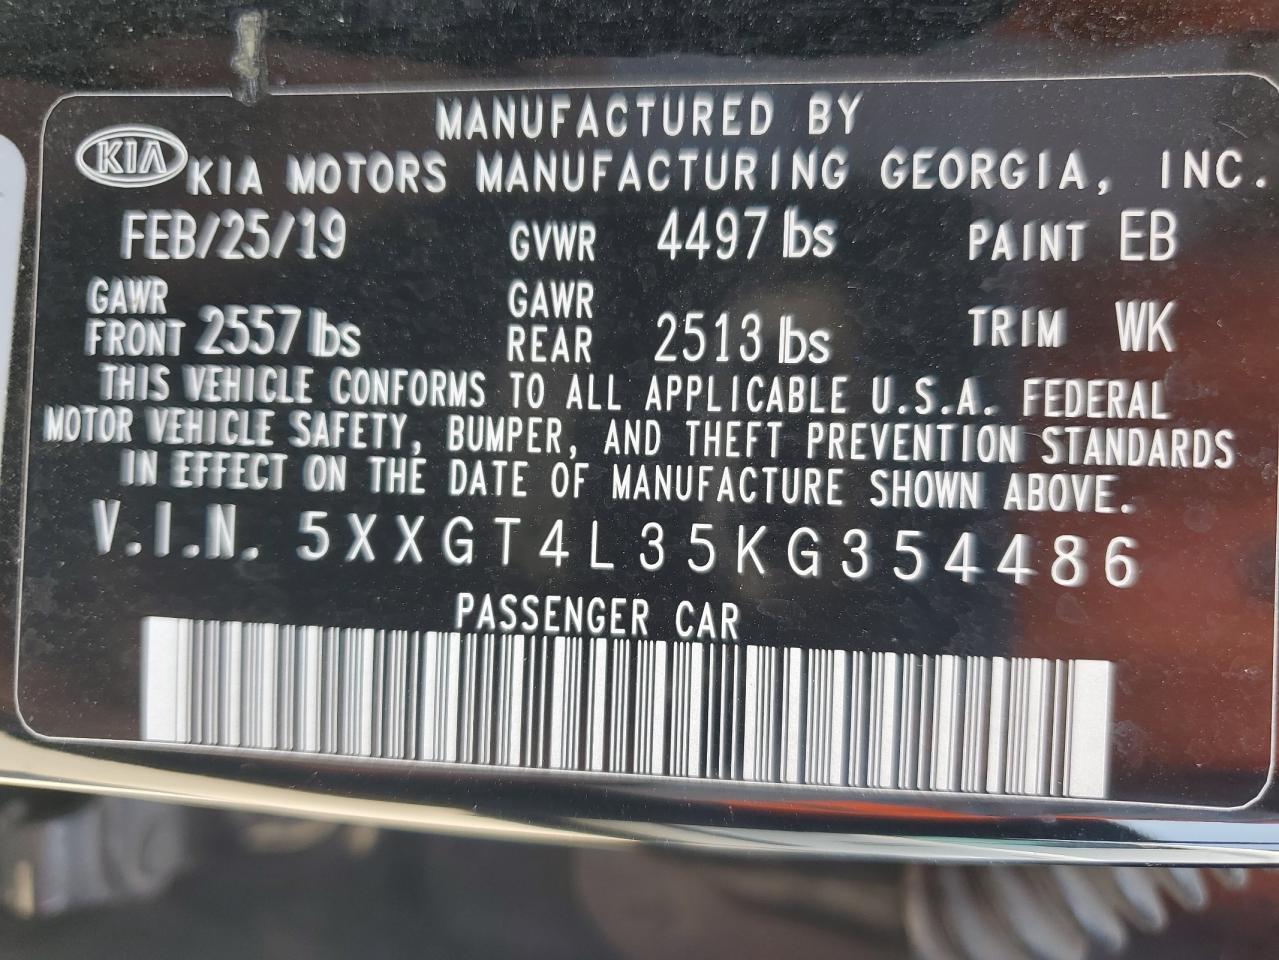 MANUFACTURED BY
KIA KIA MOTORS MANUFACTURING GEORGIA, INC.
FEB/25/19 GVWR 4497 lbs PAINT EB
GAWR FRONT 2557 lbs GAWR REAR 2513 lbs TRIM WK
THIS VEHICLE CONFORMS TO ALL APPLICABLE U.S.A. FEDERAL
MOTOR VEHICLE SAFETY, BUMPER, AND THEFT PREVENTION STANDARDS
IN EFFECT ON THE DATE OF MANUFACTURE SHOWN ABOVE.
V.I.N. 5XXGT4L35KG354486
PASSENGER CAR